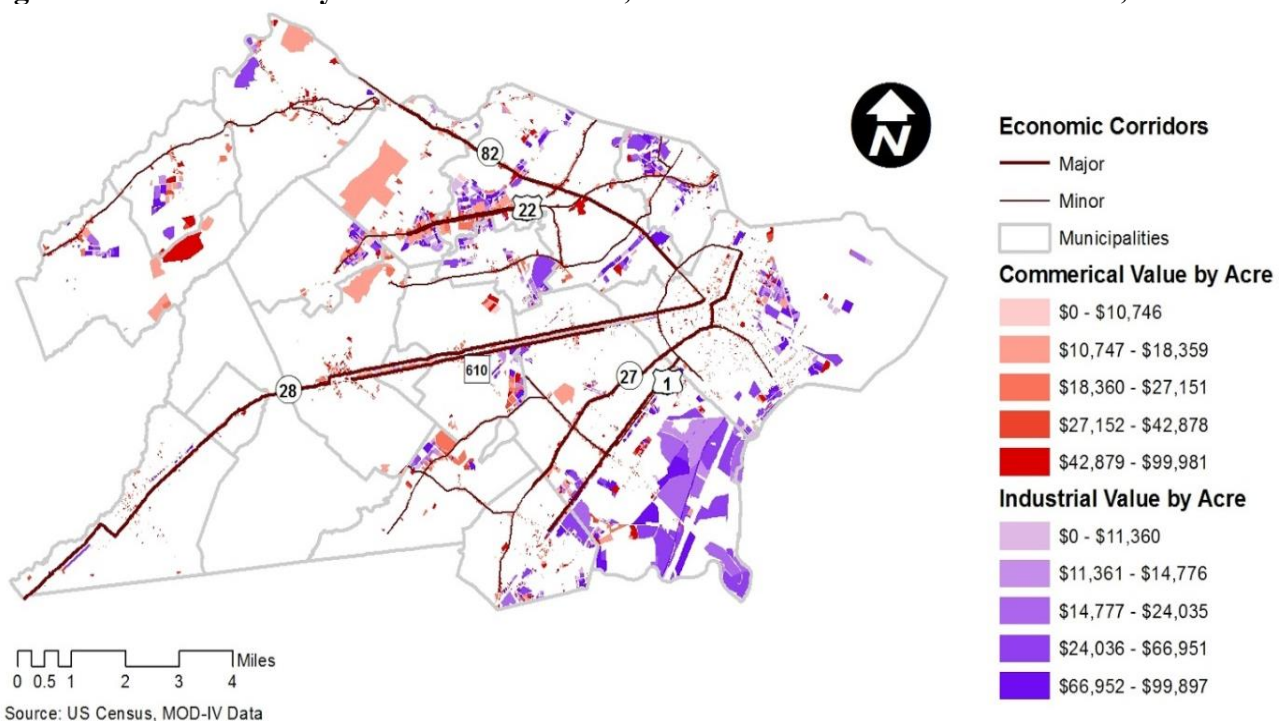 82
22
610
28
27
1
N
Economic Corridors
Major
Minor
Municipalities
Commerical Value by Acre
$0 - $10,746
$10,747 - $18,359
$18,360 - $27,151
$27,152 - $42,878
$42,879 - $99,981
Industrial Value by Acre
$0 - $11,360
$11,361 - $14,776
$14,777 - $24,035
$24,036 - $66,951
$66,952 - $99,897
Miles
0 0.5 1 2 3 4
Source: US Census, MOD-IV Data